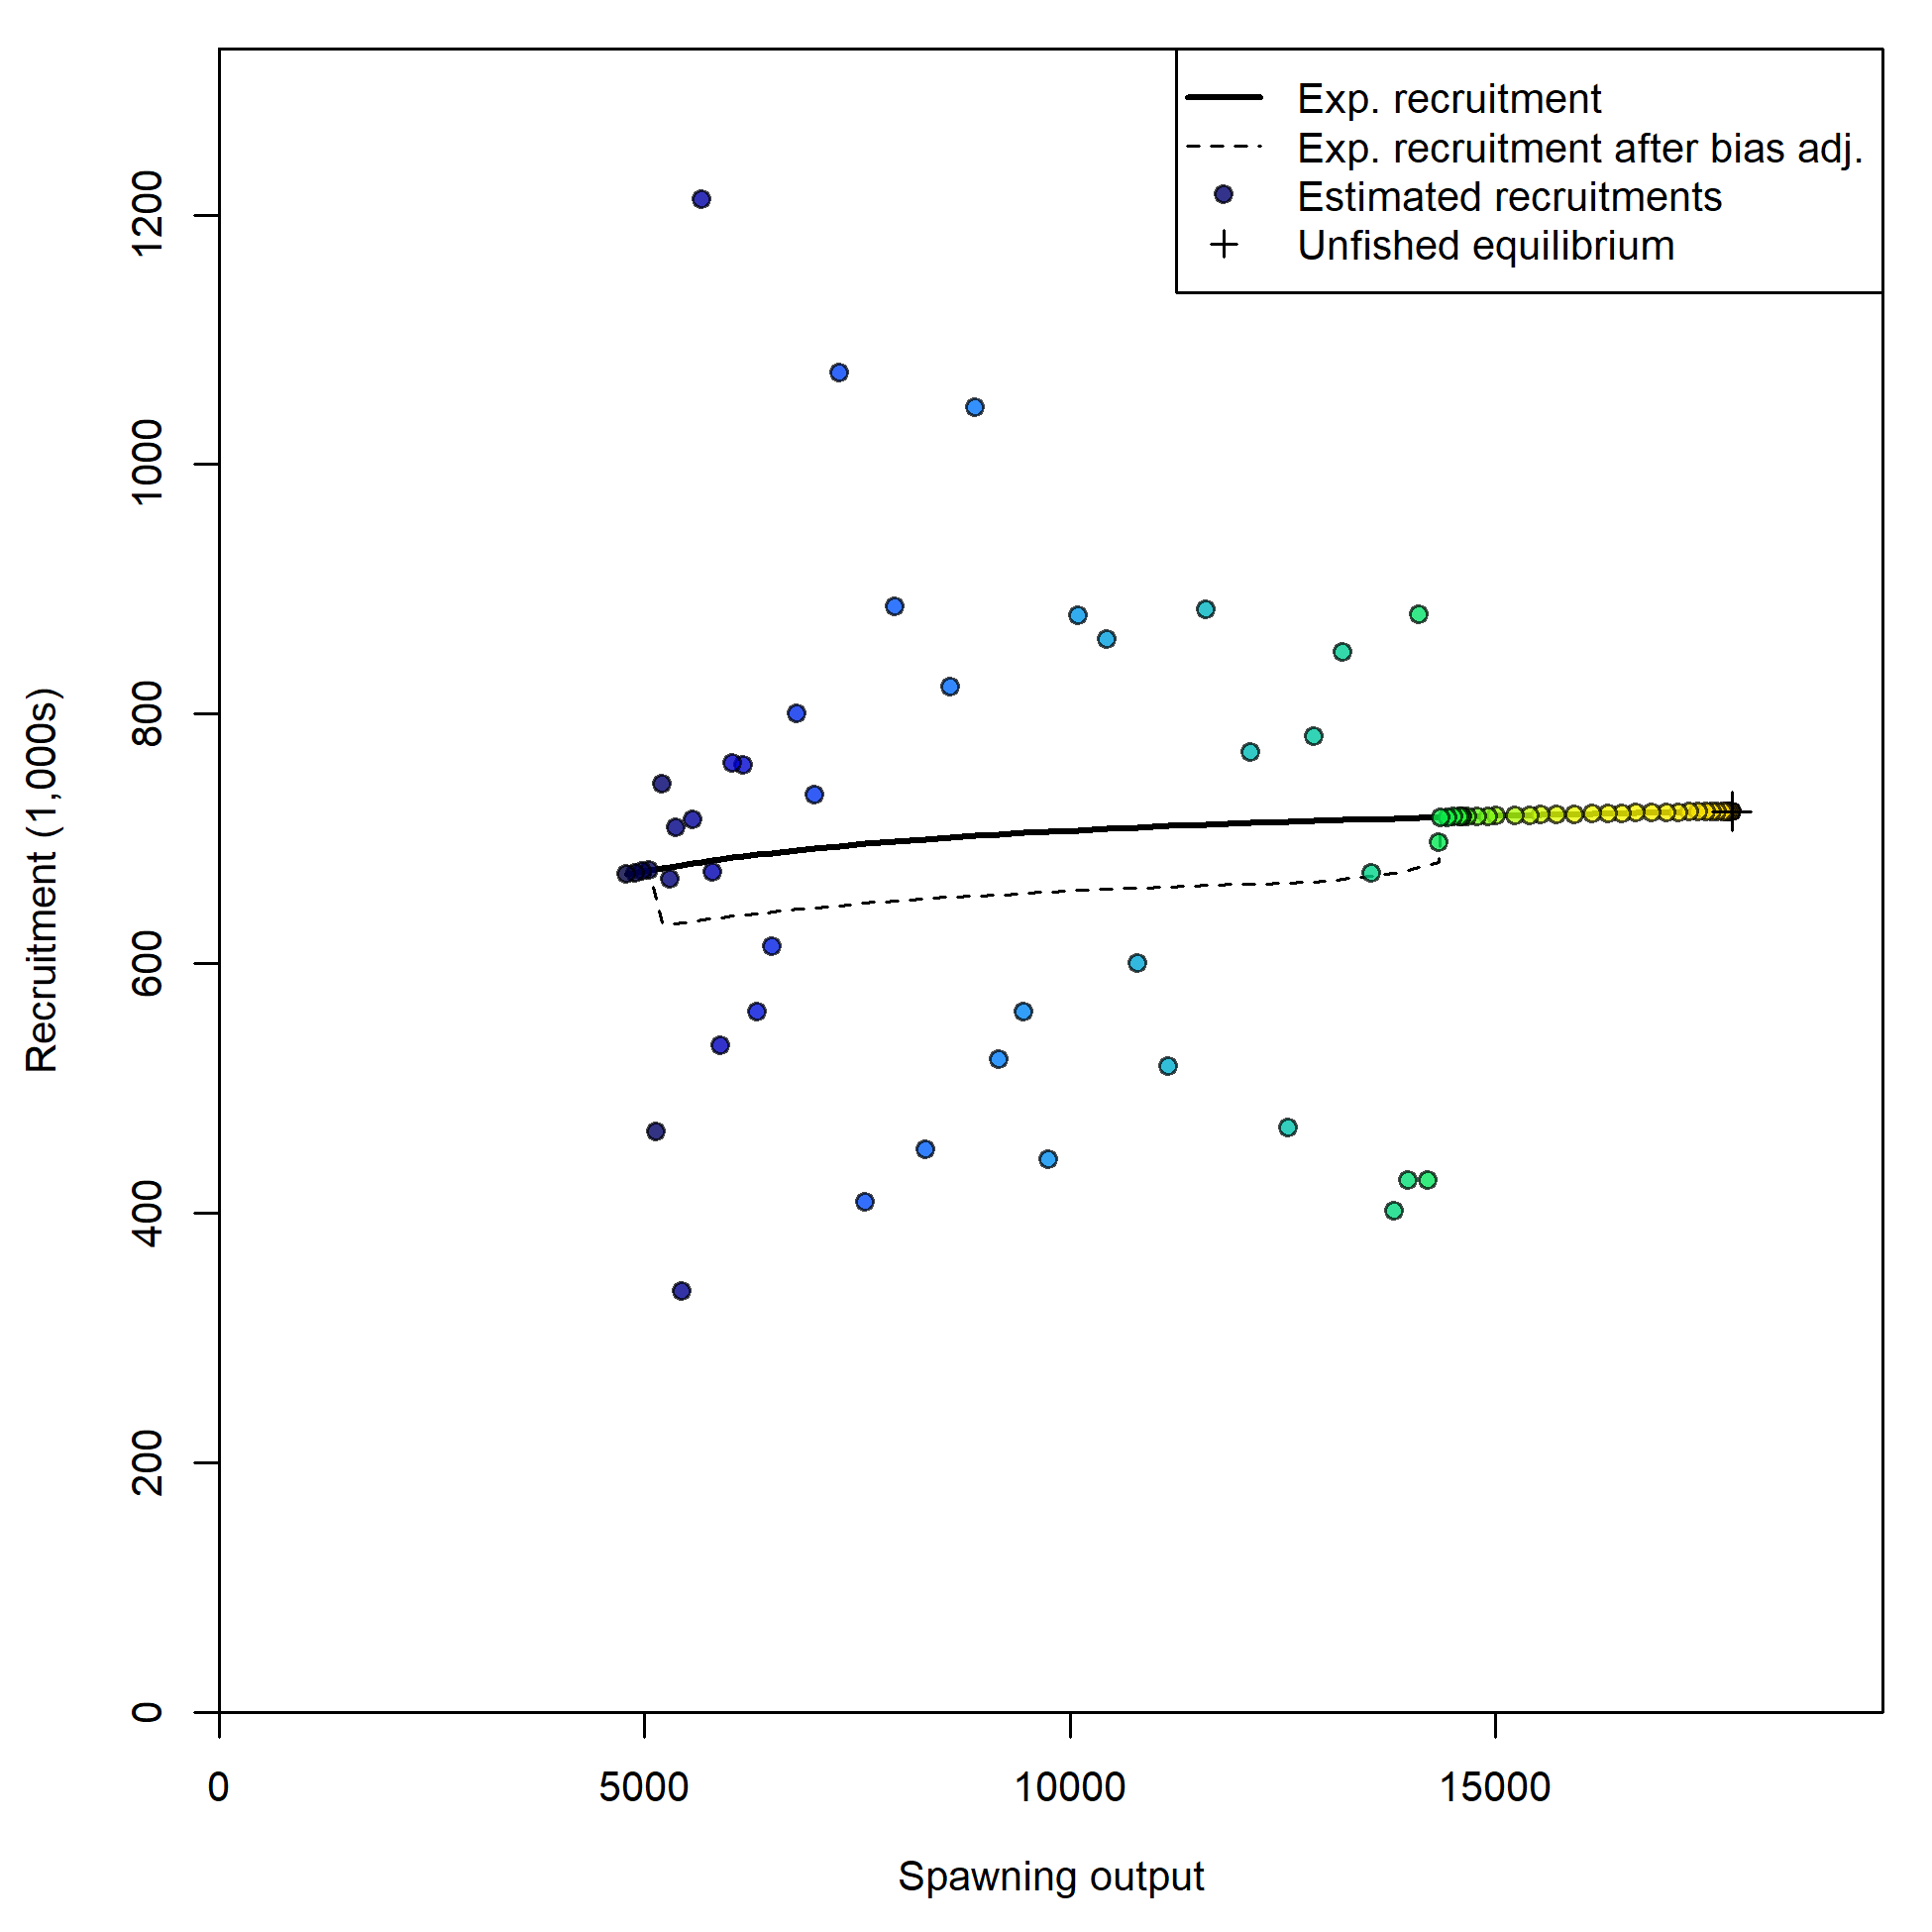 Exp. recruitment
Exp. recruitment after bias adj.
Estimated recruitments
Unfished equilibrium
Recruitment (1,000s)
1200
1000
800
600
400
200
0
0 5000 10000 15000
Spawning output